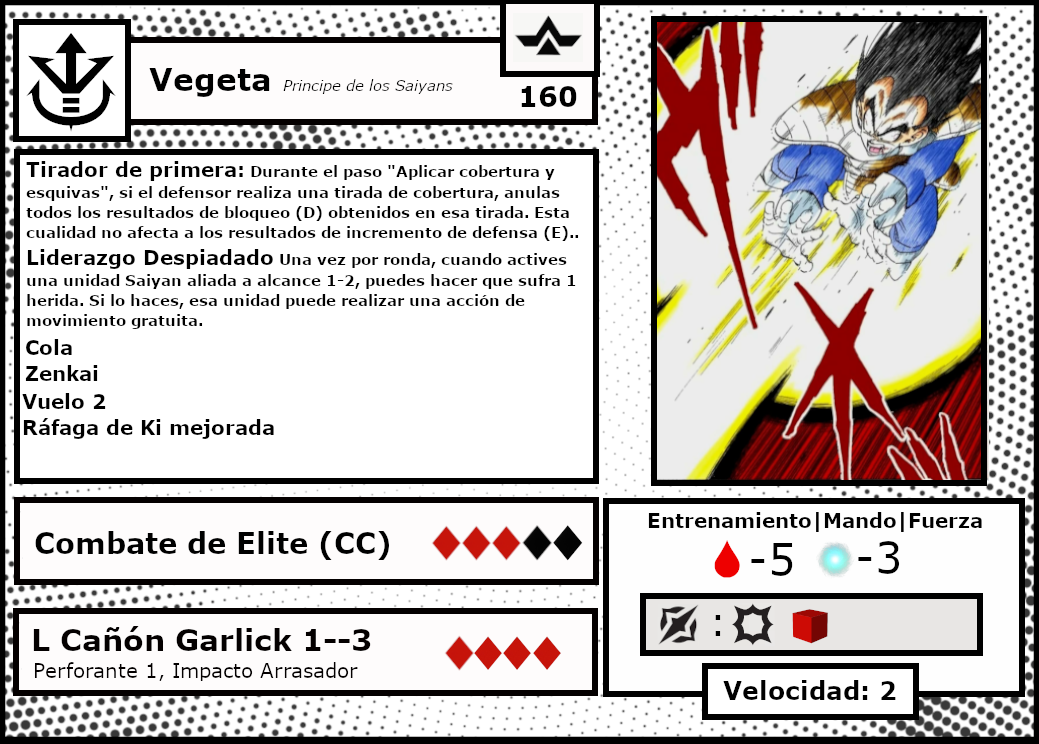 Vegeta Principe de los Saiyans
160
Tirador de primera: Durante el paso "Aplicar cobertura y
esquivas", si el defensor realiza una tirada de cobertura, anulas
todos los resultados de bloqueo (D) obtenidos en esa tirada. Esta
cualidad no afecta a los resultados de incremento de defensa (E)..
Liderazgo Despiadado Una vez por ronda, cuando actives
una unidad Saiyan aliada a alcance 1-2, puedes hacer que sufra 1
herida. Si lo haces, esa unidad puede realizar una acción de
movimiento gratuita.
Cola
Zenkai
Vuelo 2
Ráfaga de Ki mejorada
Combate de Elite (CC)
L Cañón Garlick 1--3
Perforante 1, Impacto Arrasador
Entrenamiento|Mando|Fuerza
-5 -3
:
Velocidad: 2